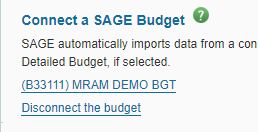 Connect a SAGE Budget ?
SAGE automatically imports data from a con
Detailed Budget, if selected.
(B33111) MRAM DEMO BGT
Disconnect the budget